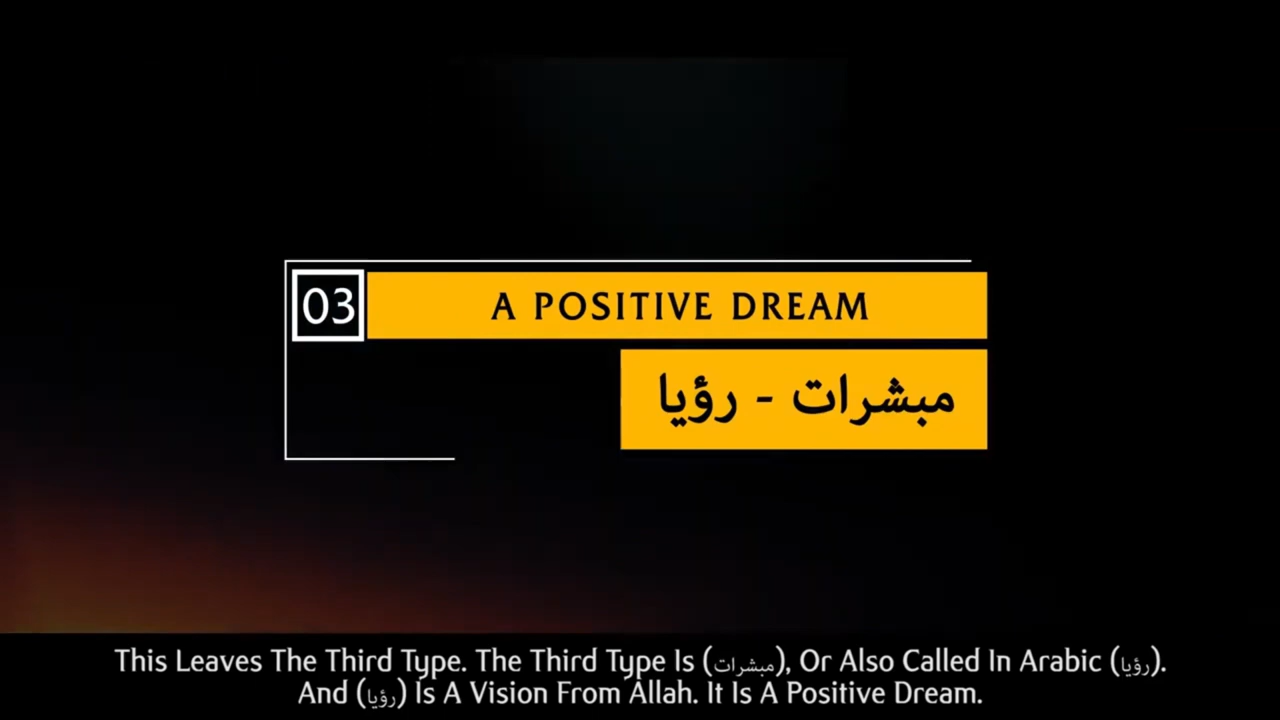 03 A POSITIVE DREAM
مبشرات - رؤيا
This Leaves The Third Type. The Third Type Is (مبشرات), Or Also Called In Arabic (رؤيا).
And (رؤيا) Is A Vision From Allah. It Is A Positive Dream.